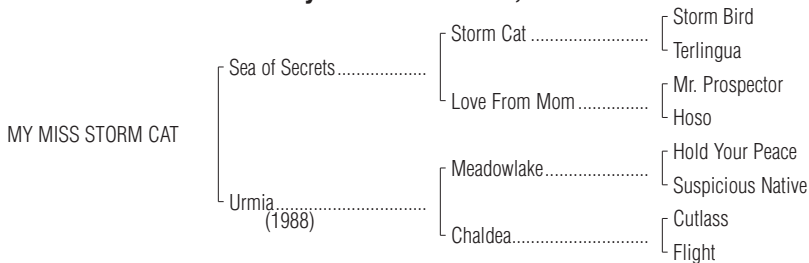 Storm Bird
Storm Cat ........................
Terlingua
Sea of Secrets...................
Mr. Prospector
Love From Mom ..............
Hoso
MY MISS STORM CAT
Hold Your Peace
Meadowlake.....................
Suspicious Native
Urmia................................
(1988)
Cutlass
Chaldea............................
Flight